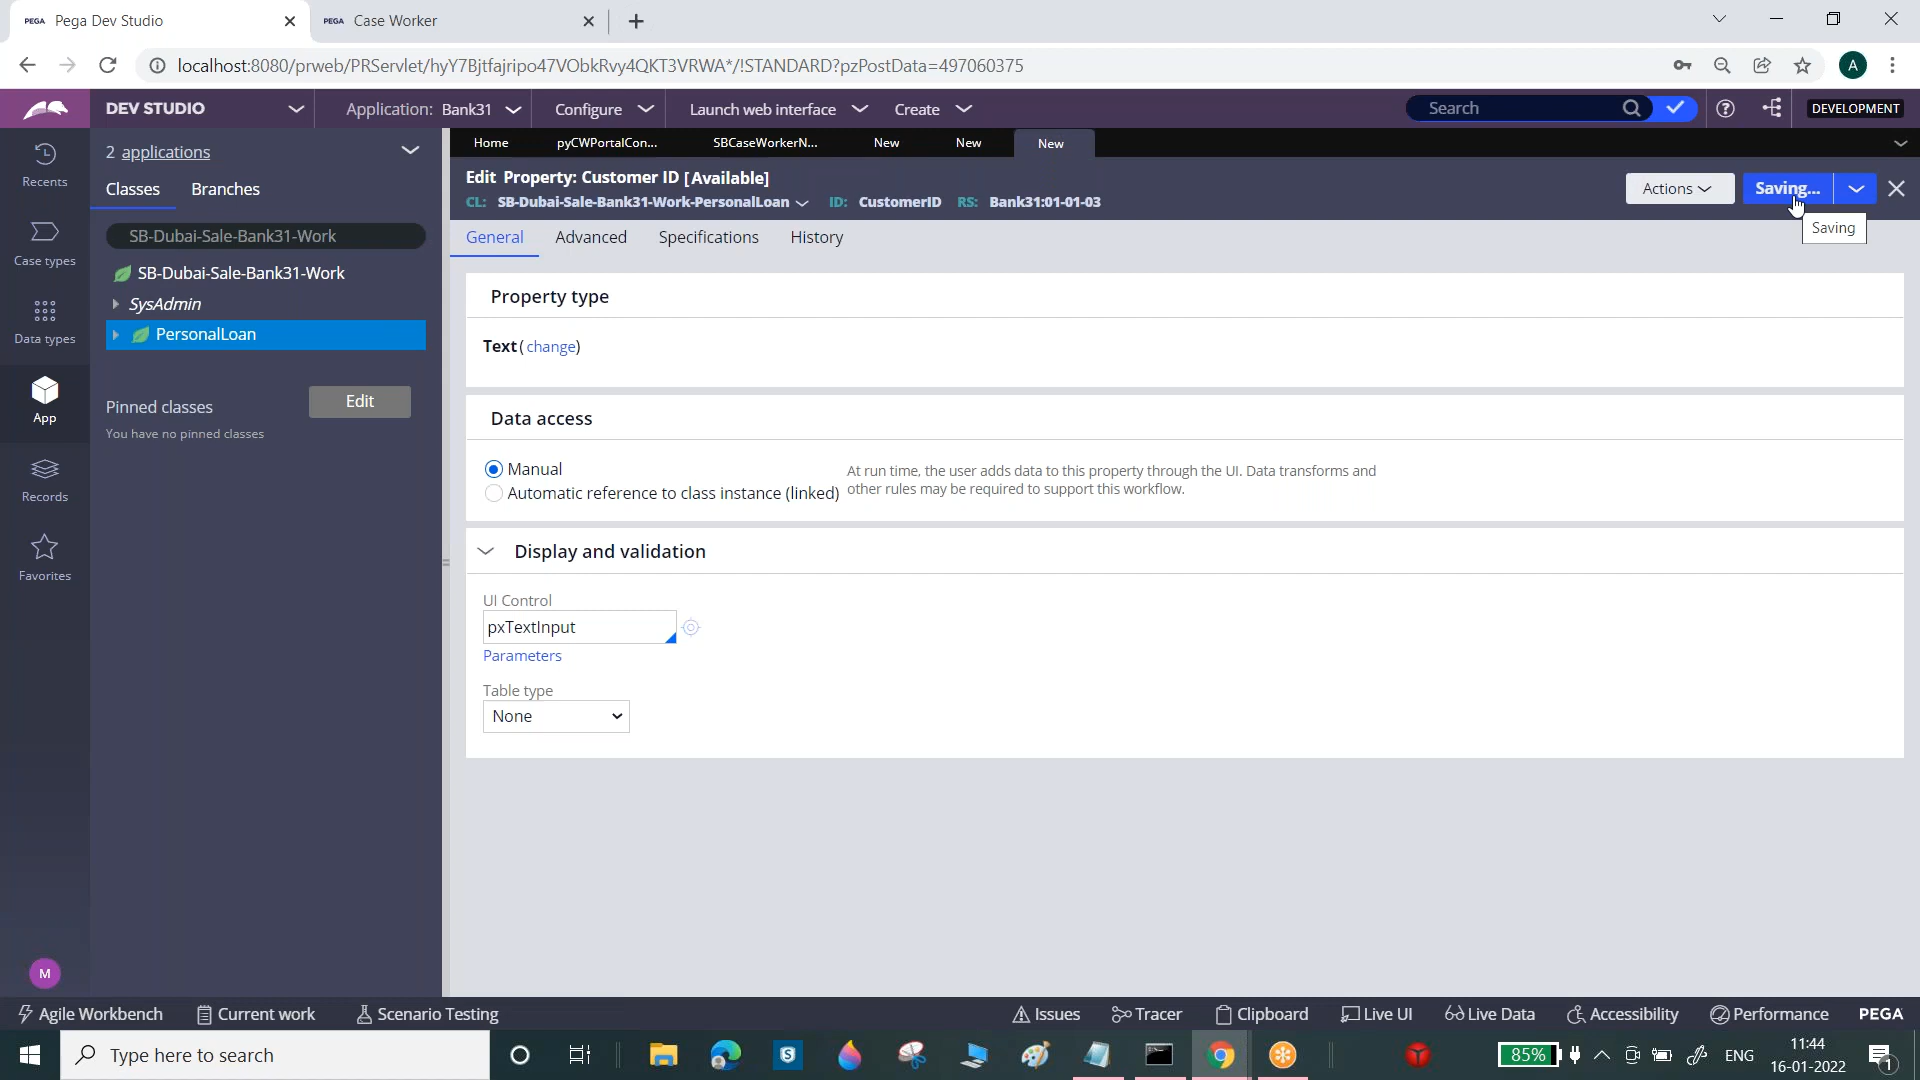 PEGA Pega Dev Studio
PEGA Case Worker
localhost:8080/prweb/PRServlet/hyY7Bjtfajripo47VObkRvy4QKT3VRWA*/!STANDARD?pzPostData=497060375
A
DEV STUDIO
Application: Bank31
Configure
Launch web interface
Create
Search
DEVELOPMENT
Recents
Case types
Data types
App
Records
Favorites
M
2 applications
Classes
Branches
SB-Dubai-Sale-Bank31-Work
SB-Dubai-Sale-Bank31-Work
SysAdmin
PersonalLoan
Pinned classes
Edit
You have no pinned classes
Home
pyCWPortalCon...
SBCaseWorkerN...
New
New
New
Edit Property: Customer ID [Available]
CL: SB-Dubai-Sale-Bank31-Work-PersonalLoan ID: CustomerID RS: Bank31:01-01-03
Actions
Saving...
Saving
General
Advanced
Specifications
History
Property type
Text ( change)
Data access
Manual
Automatic reference to class instance (linked)
At run time, the user adds data to this property through the UI. Data transforms and
other rules may be required to support this workflow.
Display and validation
UI Control
pxTextInput
Parameters
Table type
None
Agile Workbench
Current work
Scenario Testing
Issues
Tracer
Clipboard
Live UI
Live Data
Accessibility
Performance
PEGA
Type here to search
85%
ENG
11:44
16-01-2022
1